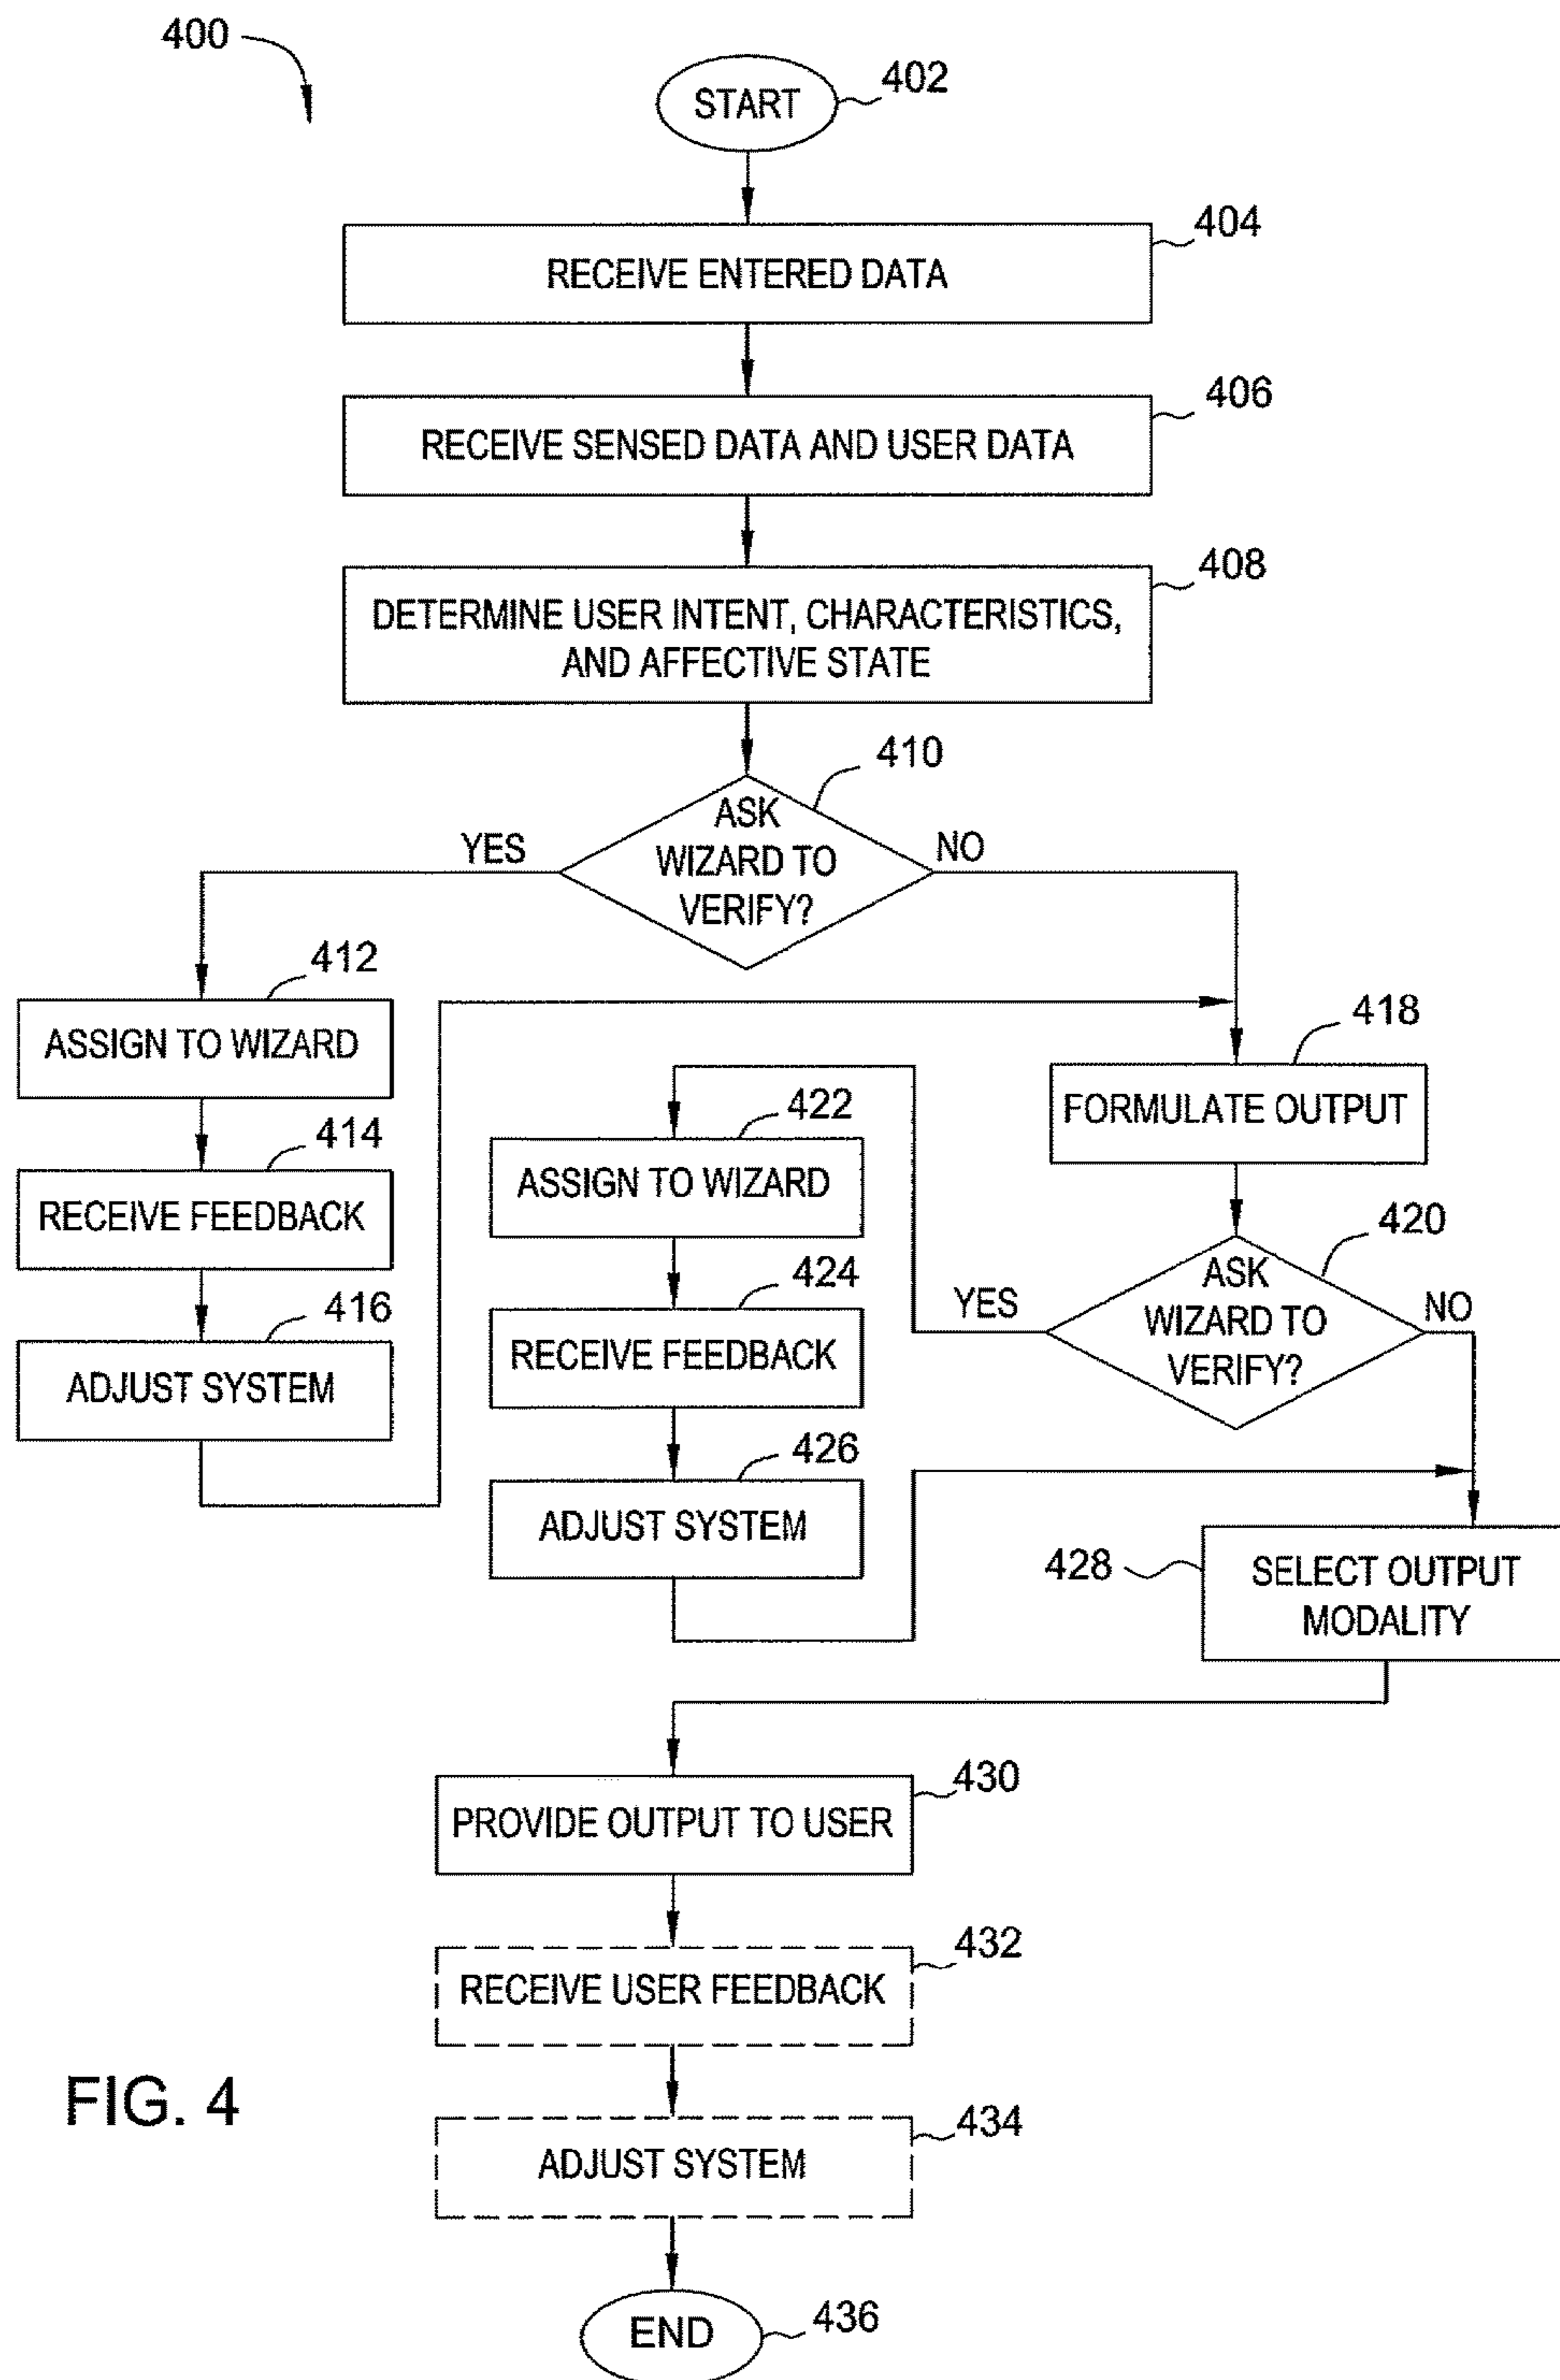 400
START
402
RECEIVE ENTERED DATA
404
RECEIVE SENSED DATA AND USER DATA
406
DETERMINE USER INTENT, CHARACTERISTICS,
AND AFFECTIVE STATE
408
ASK
WIZARD TO
VERIFY?
410
YES
NO
412
ASSIGN TO WIZARD
414
RECEIVE FEEDBACK
416
ADJUST SYSTEM
418
FORMULATE OUTPUT
420
ASK
WIZARD TO
VERIFY?
YES
NO
422
ASSIGN TO WIZARD
424
RECEIVE FEEDBACK
426
ADJUST SYSTEM
428
SELECT OUTPUT
MODALITY
430
PROVIDE OUTPUT TO USER
432
RECEIVE USER FEEDBACK
434
ADJUST SYSTEM
END
436
FIG. 4